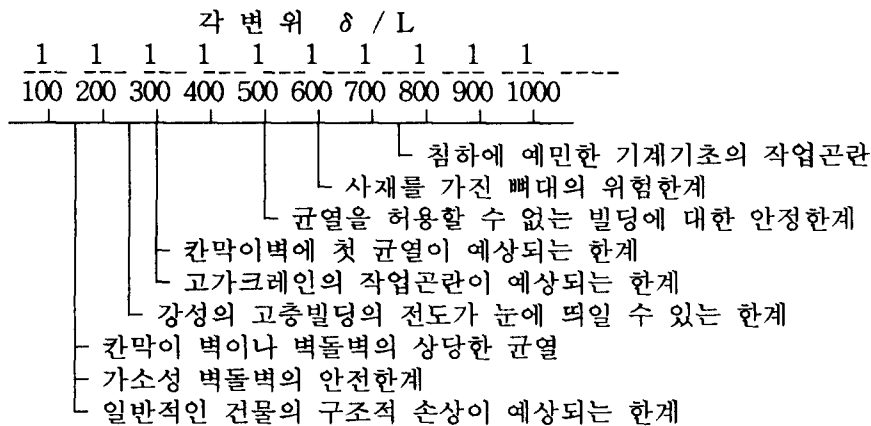 각 변 위 δ / L
1 1 1 1 1 1 1 1 1 1
100 200 300 400 500 600 700 800 900 1000
침하에 예민한 기계기초의 작업곤란
사재를 가진 뼈대의 위험한계
균열을 허용할 수 없는 빌딩에 대한 안정한계
칸막이벽에 첫 균열이 예상되는 한계
고가크레인의 작업곤란이 예상되는 한계
강성의 고층빌딩의 전도가 눈에 띄일 수 있는 한계
칸막이 벽이나 벽돌벽의 상당한 균열
가소성 벽돌벽의 안전한계
일반적인 건물의 구조적 손상이 예상되는 한계